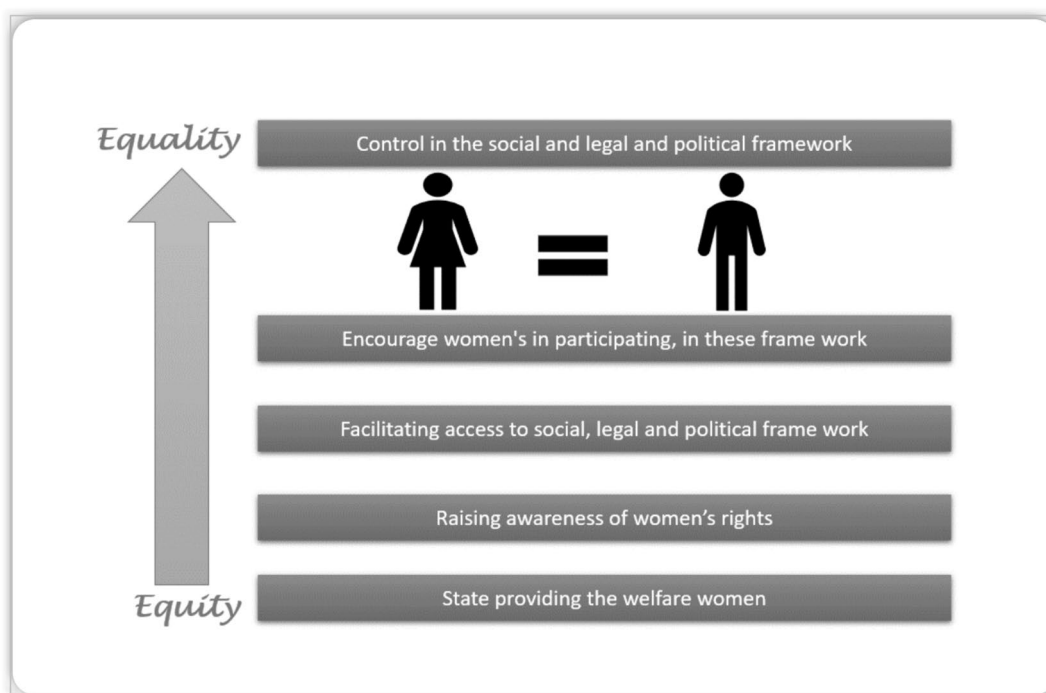 Equality
Control in the social and legal and political framework
Encourage women's in participating, in these frame work
Facilitating access to social, legal and political frame work
Raising awareness of women’s rights
Equity
State providing the welfare women